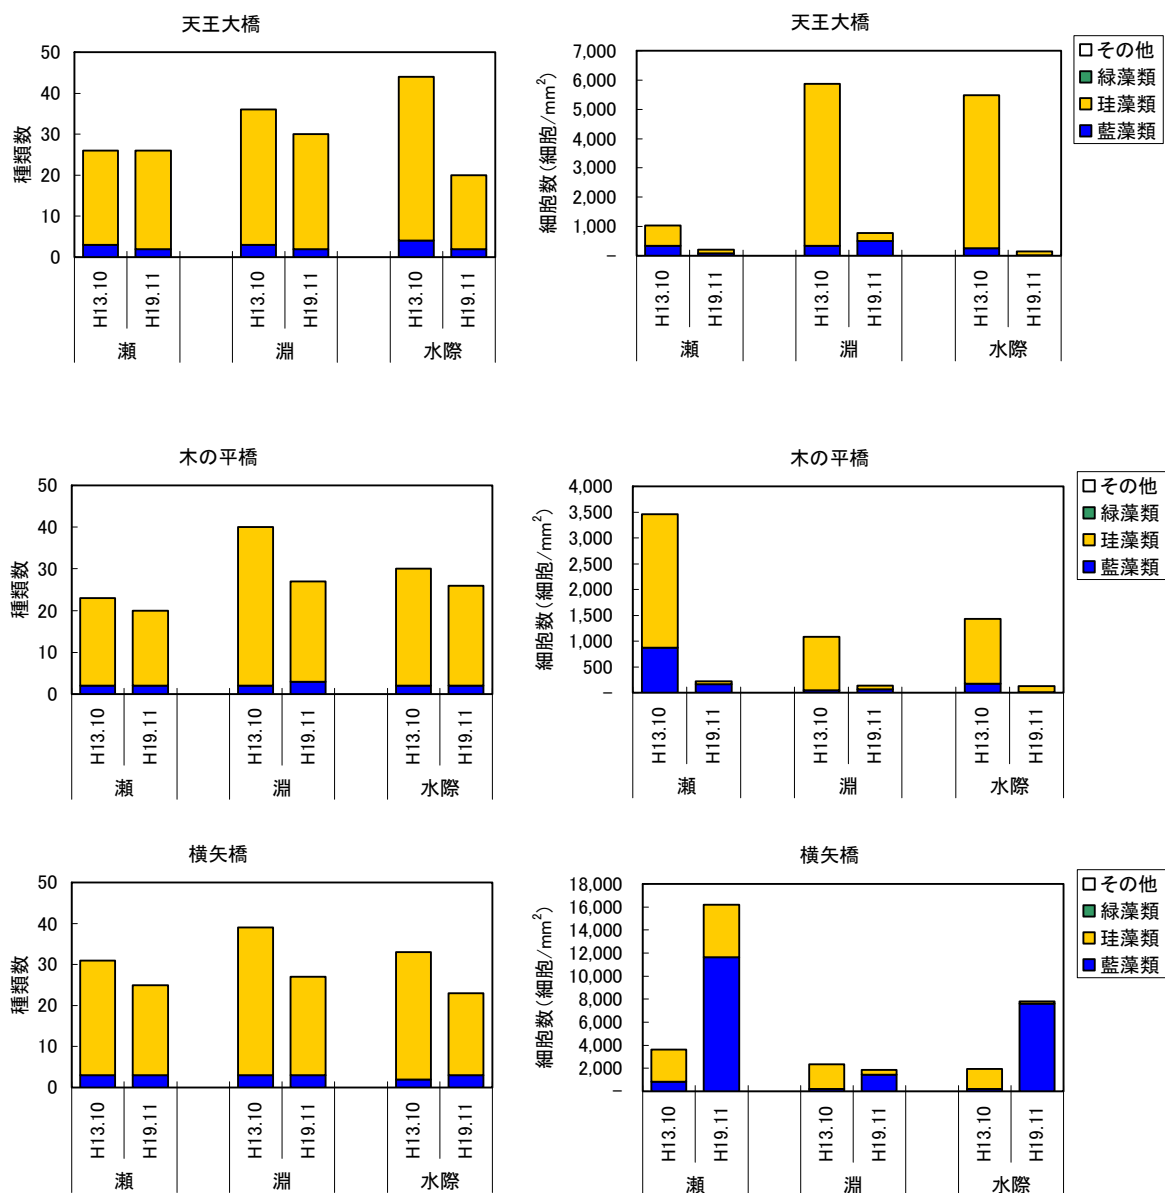 天王大橋
50
40
30
20
10
0
種類数
H13.10
H19.11
H13.10
H19.11
H13.10
H19.11
瀬
淵
水際
天王大橋
7,000
6,000
5,000
4,000
3,000
2,000
1,000
–
細胞数(細胞/mm²)
H13.10
H19.11
H13.10
H19.11
H13.10
H19.11
瀬
淵
水際
その他
緑藻類
珪藻類
藍藻類
木の平橋
50
40
30
20
10
0
種類数
H13.10
H19.11
H13.10
H19.11
H13.10
H19.11
瀬
淵
水際
木の平橋
4,000
3,500
3,000
2,500
2,000
1,500
1,000
500
–
細胞数(細胞/mm²)
H13.10
H19.11
H13.10
H19.11
H13.10
H19.11
瀬
淵
水際
その他
緑藻類
珪藻類
藍藻類
横矢橋
50
40
30
20
10
0
種類数
H13.10
H19.11
H13.10
H19.11
H13.10
H19.11
瀬
淵
水際
横矢橋
18,000
16,000
14,000
12,000
10,000
8,000
6,000
4,000
2,000
–
細胞数(細胞/mm²)
H13.10
H19.11
H13.10
H19.11
H13.10
H19.11
瀬
淵
水際
その他
緑藻類
珪藻類
藍藻類